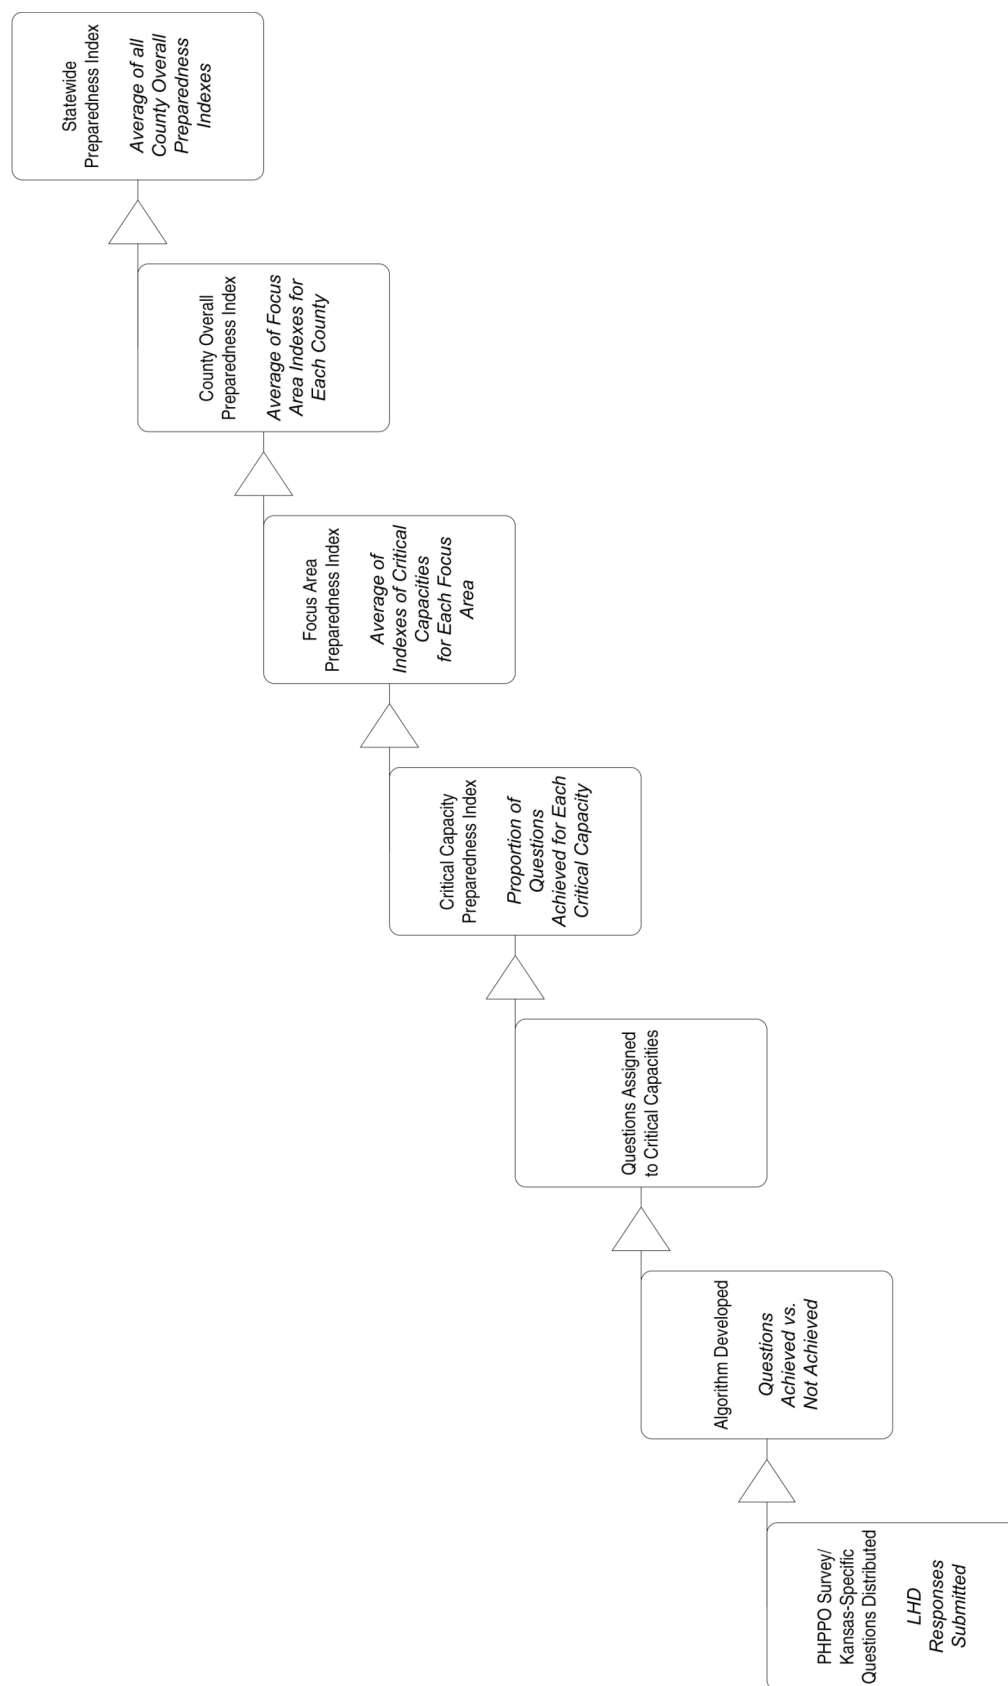 PHPPO Survey/
Kansas-Specific
Questions Distributed
LHD
Responses
Submitted
Algorithm Developed
Questions
Achieved vs.
Not Achieved
Questions Assigned
to Critical Capacities
Critical Capacity
Preparedness Index
Proportion of
Questions
Achieved for Each
Critical Capacity
Focus Area
Preparedness Index
Average of
Indexes of Critical
Capacities
for Each Focus
Area
County Overall
Preparedness Index
Average of Focus
Area Indexes for
Each County
Statewide
Preparedness Index
Average of all
County Overall
Preparedness
Indexes